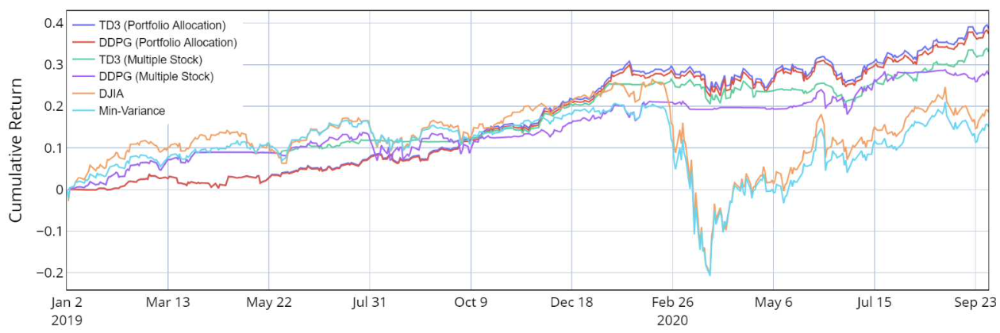 Cumulative Return
0.4
0.3
0.2
0.1
0
−0.1
−0.2
TD3 (Portfolio Allocation)
DDPG (Portfolio Allocation)
TD3 (Multiple Stock)
DDPG (Multiple Stock)
DJIA
Min-Variance
Jan 2 Mar 13 May 22 Jul 31 Oct 9 Dec 18 Feb 26 May 6 Jul 15 Sep 23
2019 2020